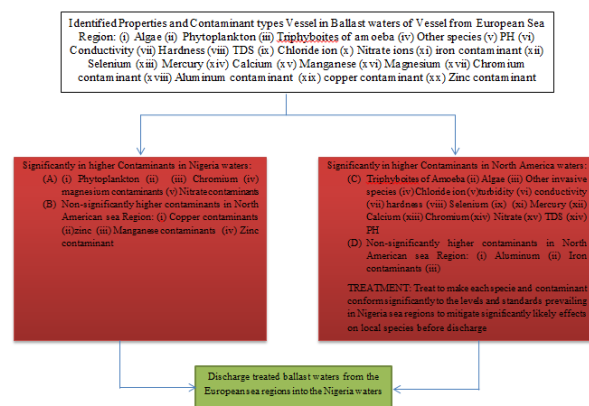 Identified Properties and Contaminant types Vessel in Ballast waters of Vessel from European Sea
Region: (i) Algae (ii) Phytoplankton (iii) Triphyboites of amoeba (iv) Other species (v) PH (vi)
Conductivity (vii) Hardness (viii) TDS (ix) Chloride ion (x) Nitrate ions (xi) iron contaminant (xii)
Selenium (xiii) Mercury (xiv) Calcium (xv) Manganese (xvi) Magnesium (xvii) Chromium
contaminant (xviii) Aluminum contaminant (xix) copper contaminant (xx) Zinc contaminant
Significantly in higher Contaminants in Nigeria waters:
(A) (i) Phytoplankton (ii) (iii) Chromium (iv)
magnesium contaminants (v) Nitrate contaminants
(B) Non-significantly higher contaminants in North
American sea Region: (i) Copper contaminants
(ii)zinc (iii) Manganese contaminants (iv) Zinc
contaminant
Significantly in higher Contaminants in North America waters:
(C) Triphyboites of Amoeba (ii) Algae (iii) Other invasive
species (iv)Chloride ion(v)turbidity (vi) conductivity
(vii) hardness (viii) Selenium (ix) (xi) Mercury (xii)
Calcium (xiii) Chromium(xiv) Nitrate (xv) TDS (xiv)
PH
(D) Non-significantly higher contaminants in North
American sea Region: (i) Aluminum (ii) Iron
contaminants (iii)
TREATMENT: Treat to make each specie and contaminant
conform significantly to the levels and standards prevailing
in Nigeria sea regions to mitigate significantly likely effects
on local species before discharge
Discharge treated ballast waters from the
European sea regions into the Nigeria waters